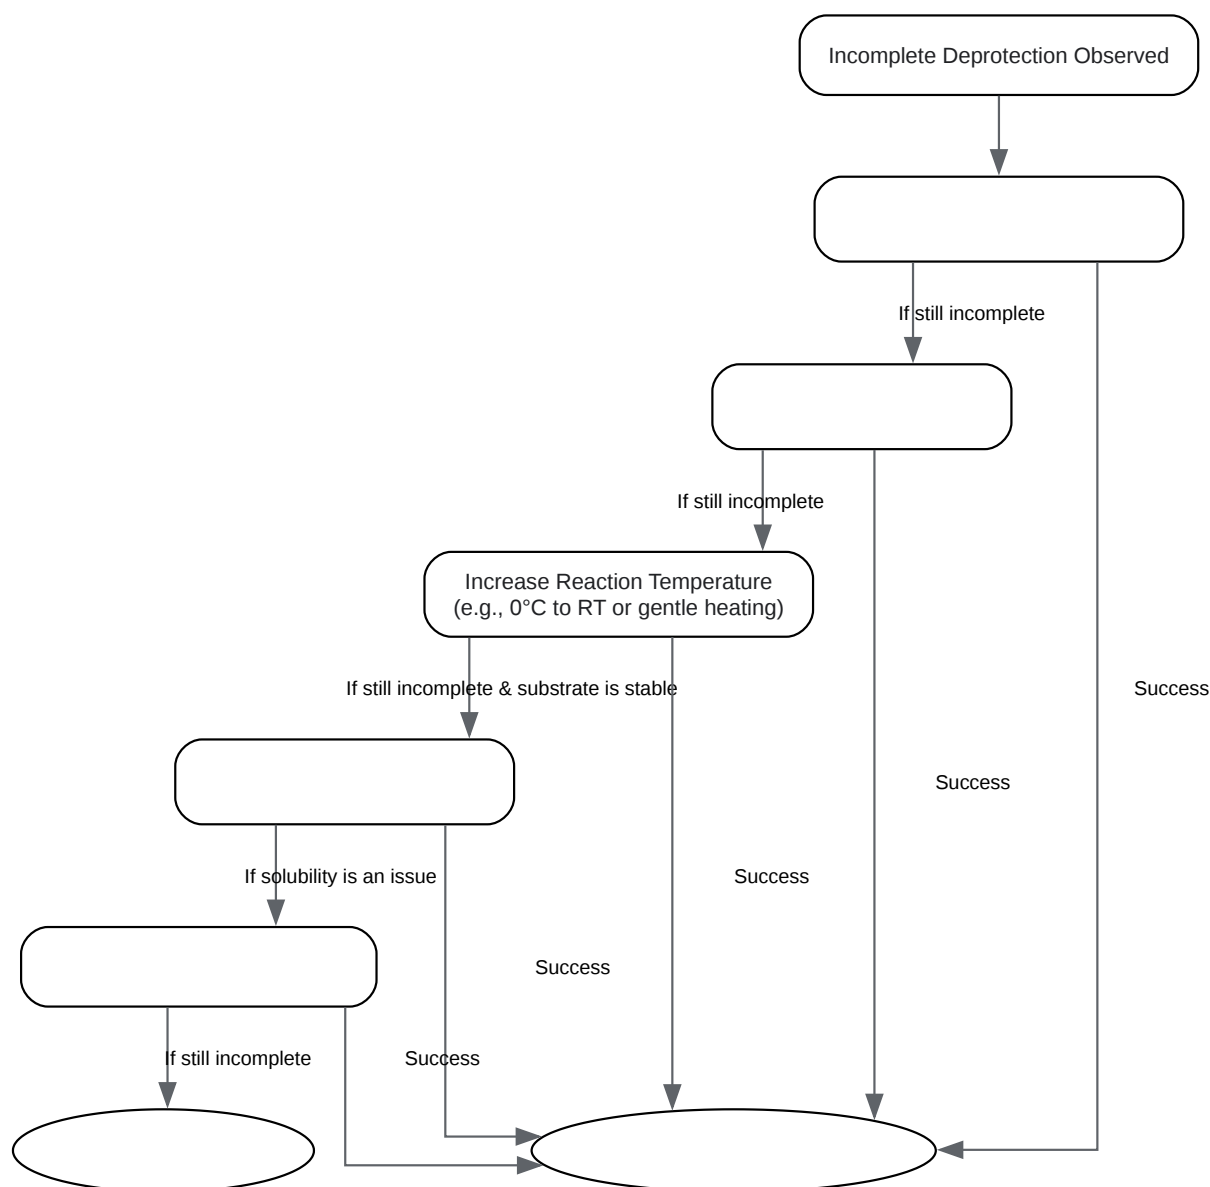 Incomplete Deprotection Observed
If still incomplete
If still incomplete
Increase Reaction Temperature
(e.g., 0°C to RT or gentle heating)
If still incomplete & substrate is stable
Success
Success
If solubility is an issue
Success
Success
If still incomplete
Success